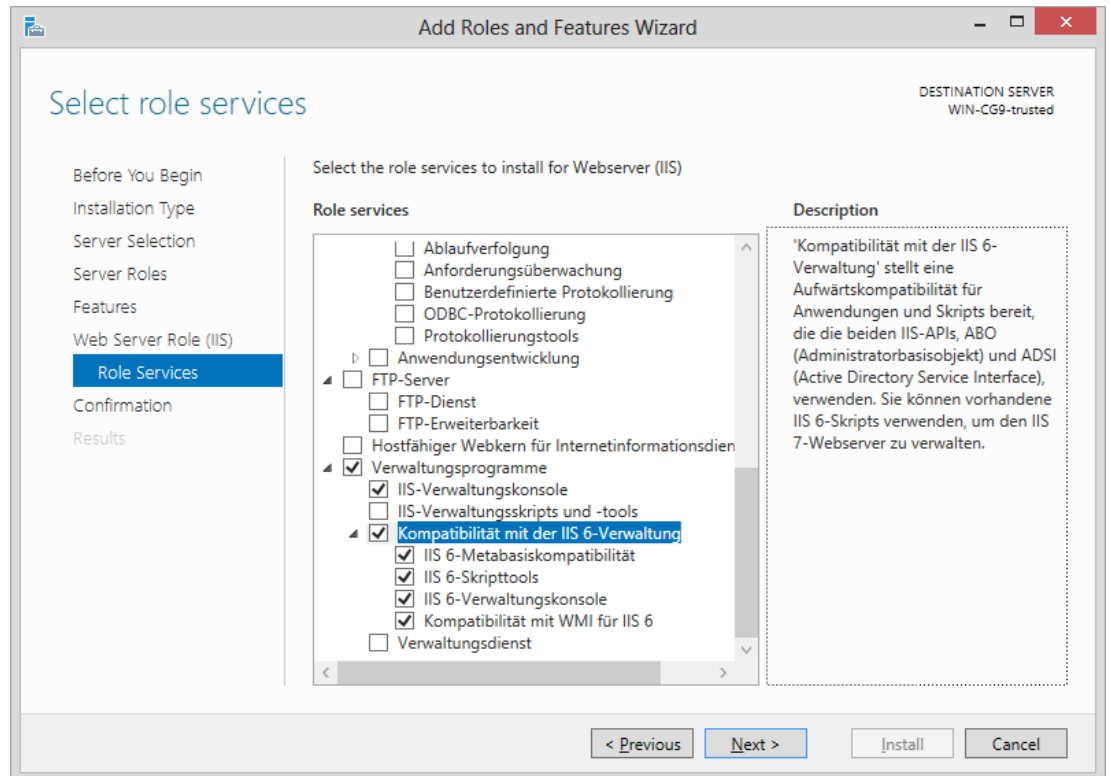 Add Roles and Features Wizard
Select role services
DESTINATION SERVER
WIN-CG9-trusted
Before You Begin
Installation Type
Server Selection
Server Roles
Features
Web Server Role (IIS)
Role Services
Confirmation
Results
Select the role services to install for Webserver (IIS)
Role services
Ablaufverfolgung
Anforderungsüberwachung
Benutzerdefinierte Protokollierung
ODBC-Protokollierung
Protokollierungstools
Anwendungsentwicklung
FTP-Server
FTP-Dienst
FTP-Erweiterbarkeit
Hostfähiger Webkern für Internetinformationsdien
Verwaltungsprogramme
IIS-Verwaltungskonsole
IIS-Verwaltungsskripts und -tools
Kompatibilität mit der IIS 6-Verwaltung
IIS 6-Metabasiskompatibilität
IIS 6-Skripttools
IIS 6-Verwaltungskonsole
Kompatibilität mit WMI für IIS 6
Verwaltungsdienst
Description
'Kompatibilität mit der IIS 6-
Verwaltung' stellt eine
Aufwärtskompatibilität für
Anwendungen und Skripts bereit,
die die beiden IIS-APIs, ABO
(Administratorbasisobjekt) und ADSI
(Active Directory Service Interface),
verwenden. Sie können vorhandene
IIS 6-Skripts verwenden, um den IIS
7-Webserver zu verwalten.
< Previous
Next >
Install
Cancel